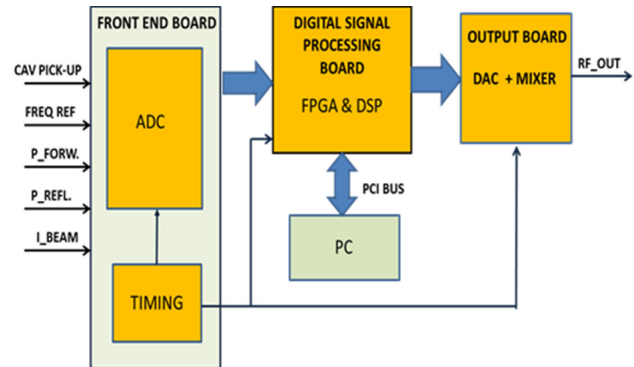 FRONT END BOARD
CAV PICK-UP
FREQ REF
P_FORW.
P_REFL.
I_BEAM
ADC
TIMING
DIGITAL SIGNAL
PROCESSING
BOARD
FPGA & DSP
PCI BUS
PC
OUTPUT BOARD
DAC + MIXER
RF_OUT